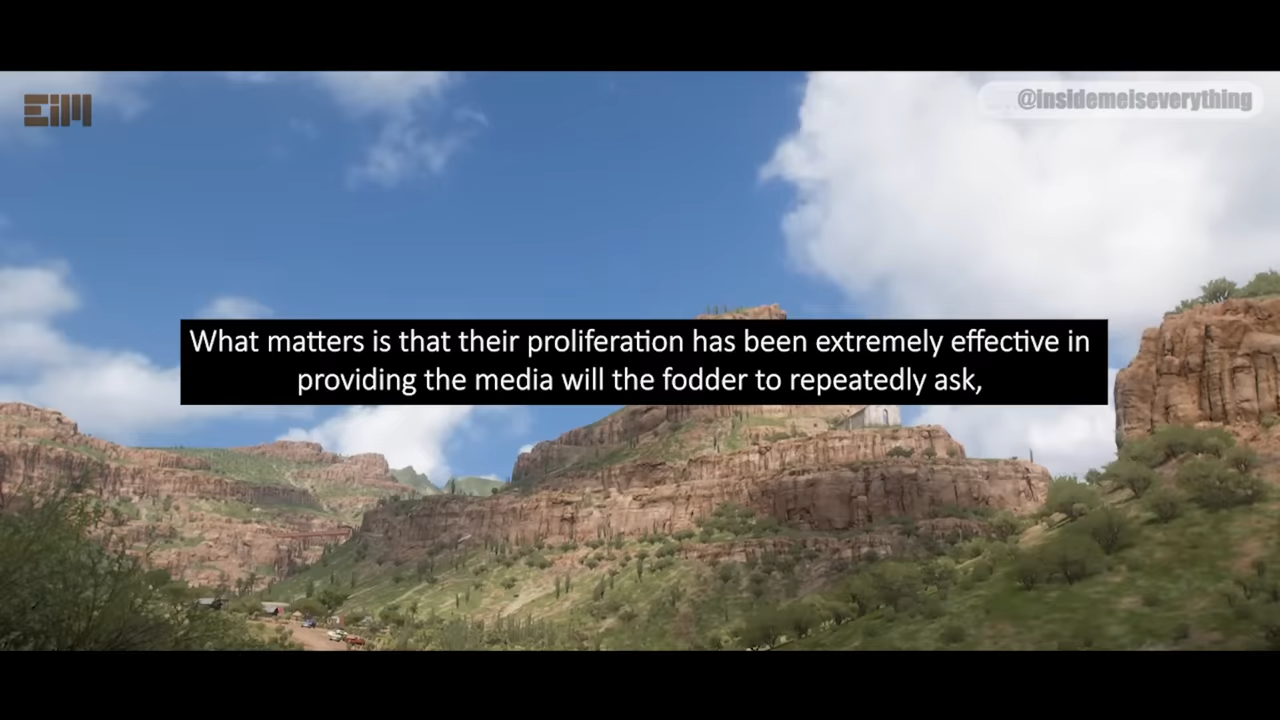 EiM
@insidemeiseverything
What matters is that their proliferation has been extremely effective in
providing the media will the fodder to repeatedly ask,